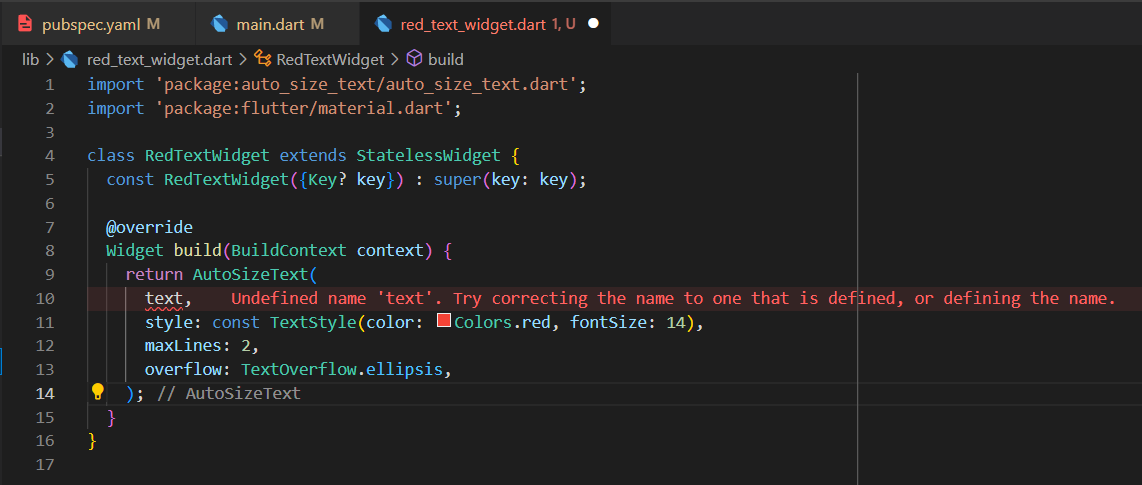 pubspec.yaml M main.dart M red_text_widget.dart 1, U
lib > red_text_widget.dart > RedTextWidget > build
1 import 'package:auto_size_text/auto_size_text.dart';
2 import 'package:flutter/material.dart';
3
4 class RedTextWidget extends StatelessWidget {
5   const RedTextWidget({Key? key}) : super(key: key);
6
7   @override
8   Widget build(BuildContext context) {
9     return AutoSizeText(
10       text,    Undefined name 'text'. Try correcting the name to one that is defined, or defining the name.
11       style: const TextStyle(color: Colors.red, fontSize: 14),
12       maxLines: 2,
13       overflow: TextOverflow.ellipsis,
14     ); // AutoSizeText
15   }
16 }
17